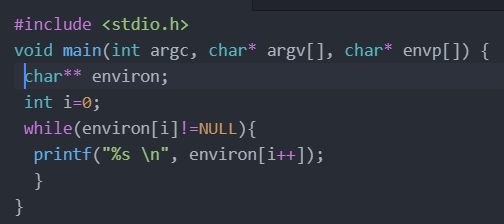 #include <stdio.h>
void main(int argc, char* argv[], char* envp[]) {
char** environ;
int i=0;
while(environ[i]!=NULL){
printf("%s \n", environ[i++]);
}
}